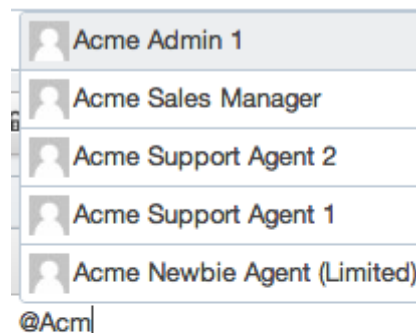 Acme Admin 1
Acme Sales Manager
Acme Support Agent 2
Acme Support Agent 1
Acme Newbie Agent (Limited)
@Acm